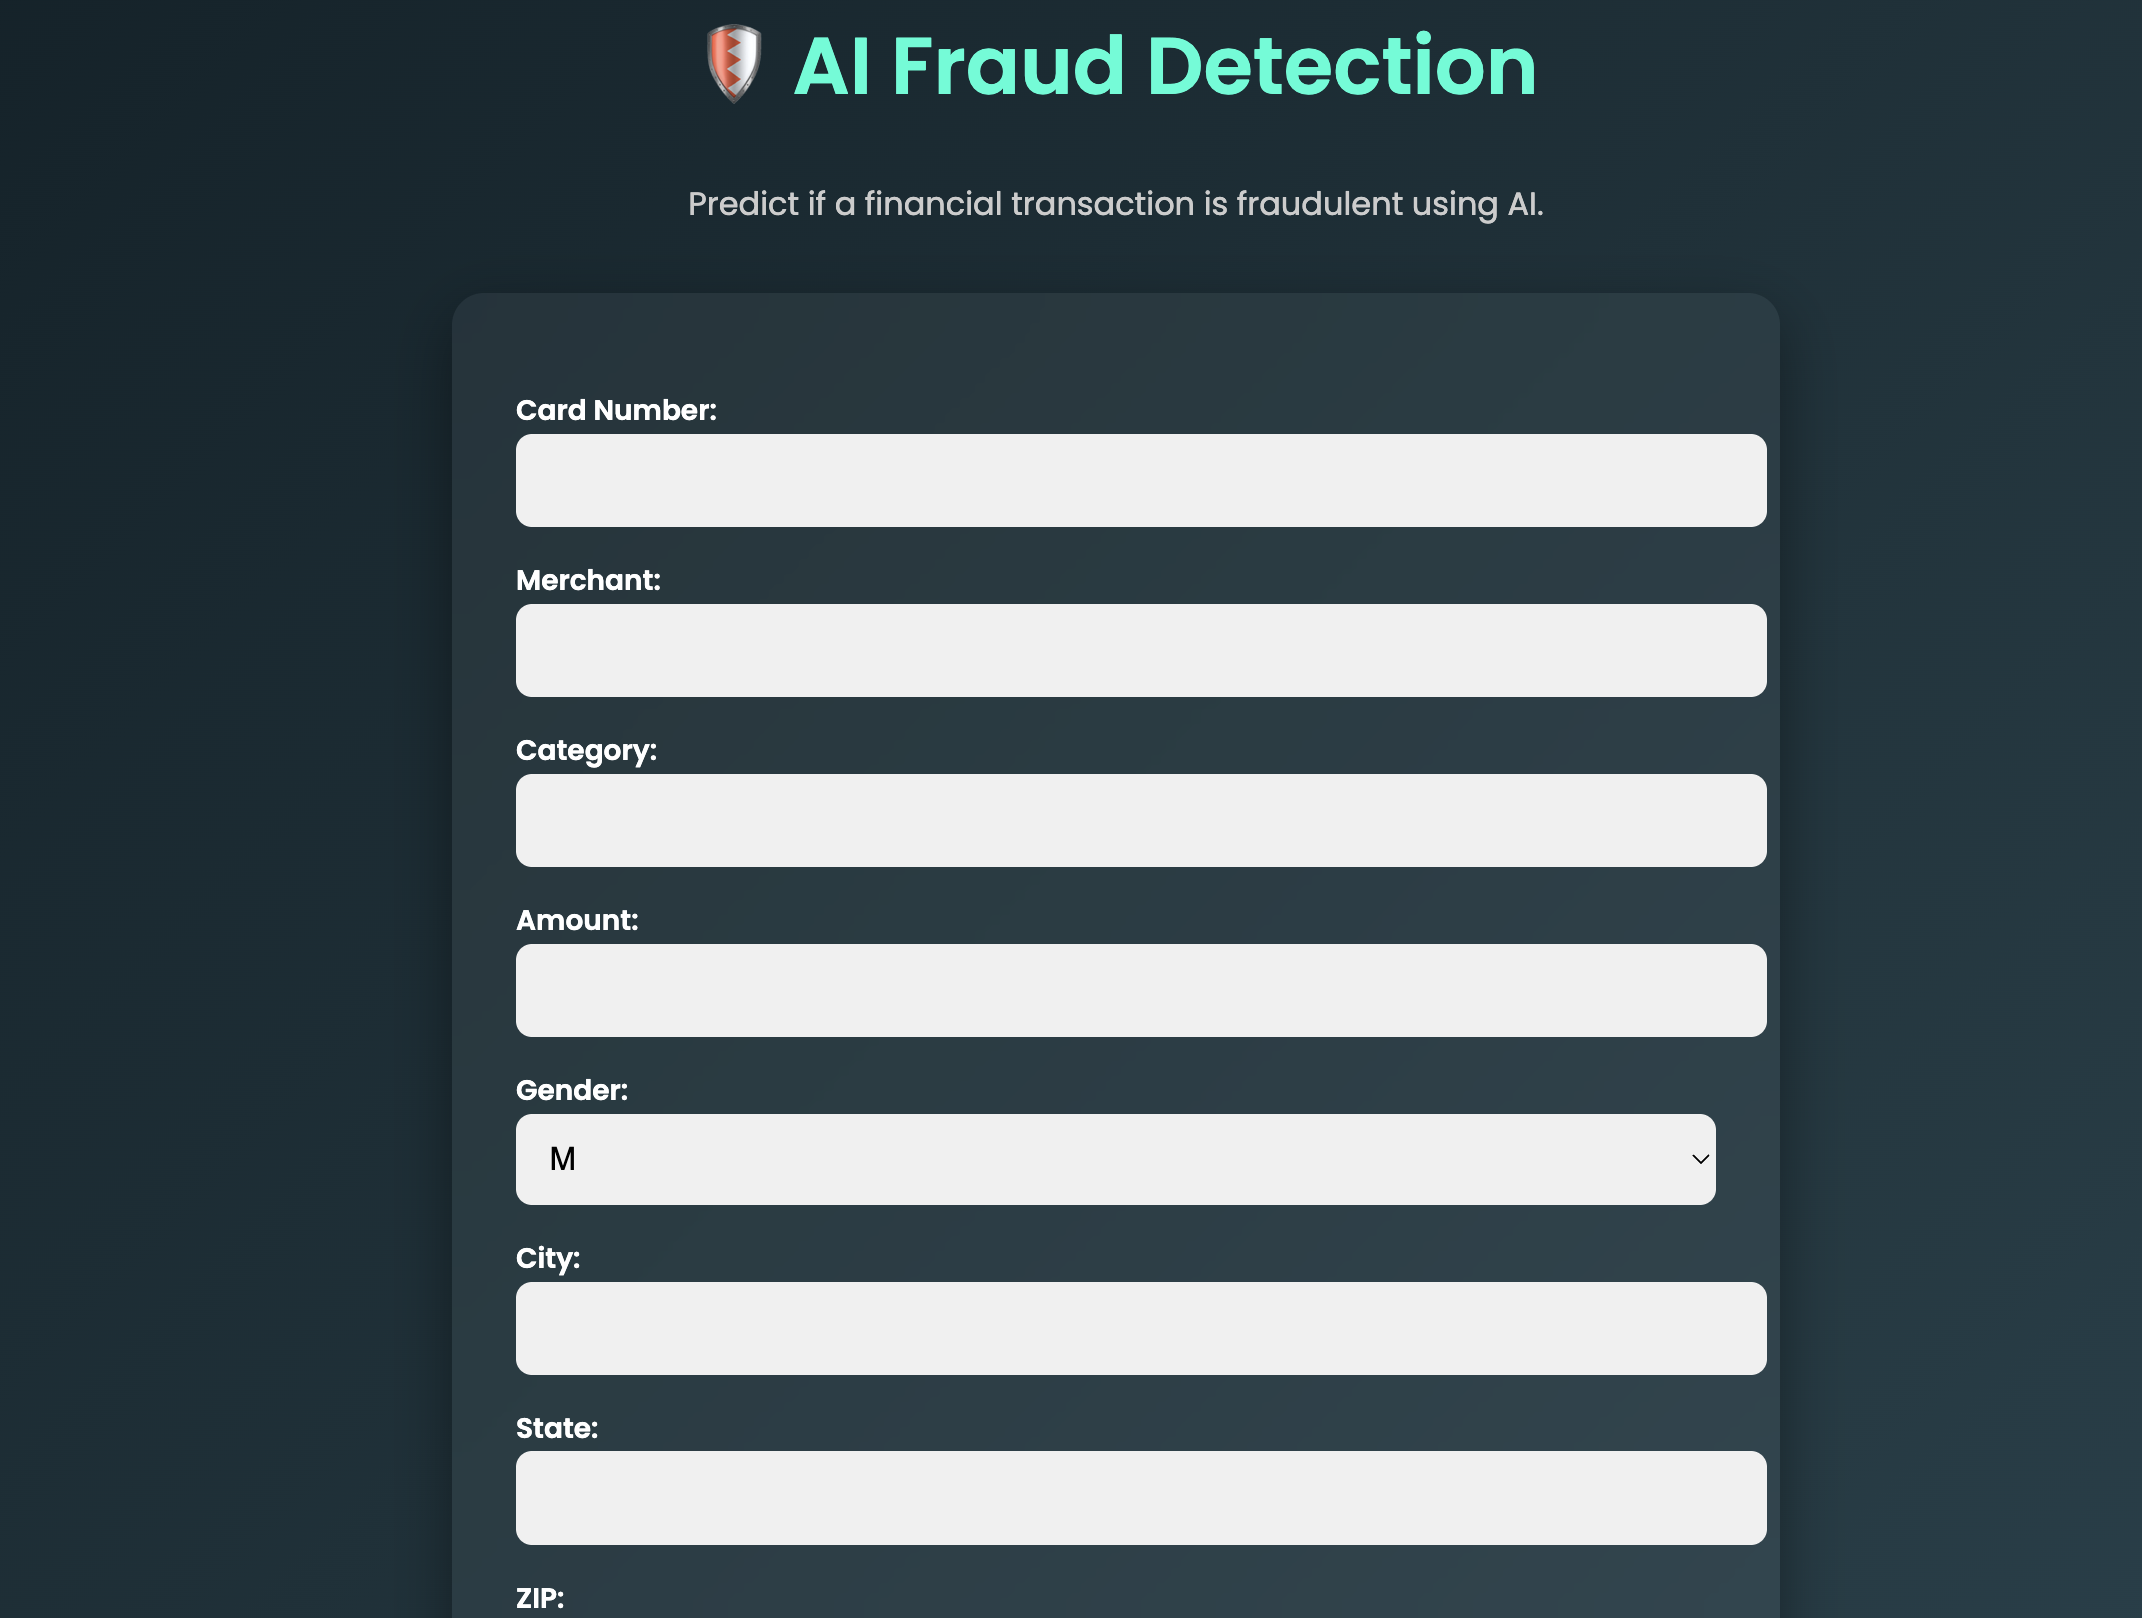 AI Fraud Detection
Predict if a financial transaction is fraudulent using AI.
Card Number:
Merchant:
Category:
Amount:
Gender:
M
City:
State:
ZIP: